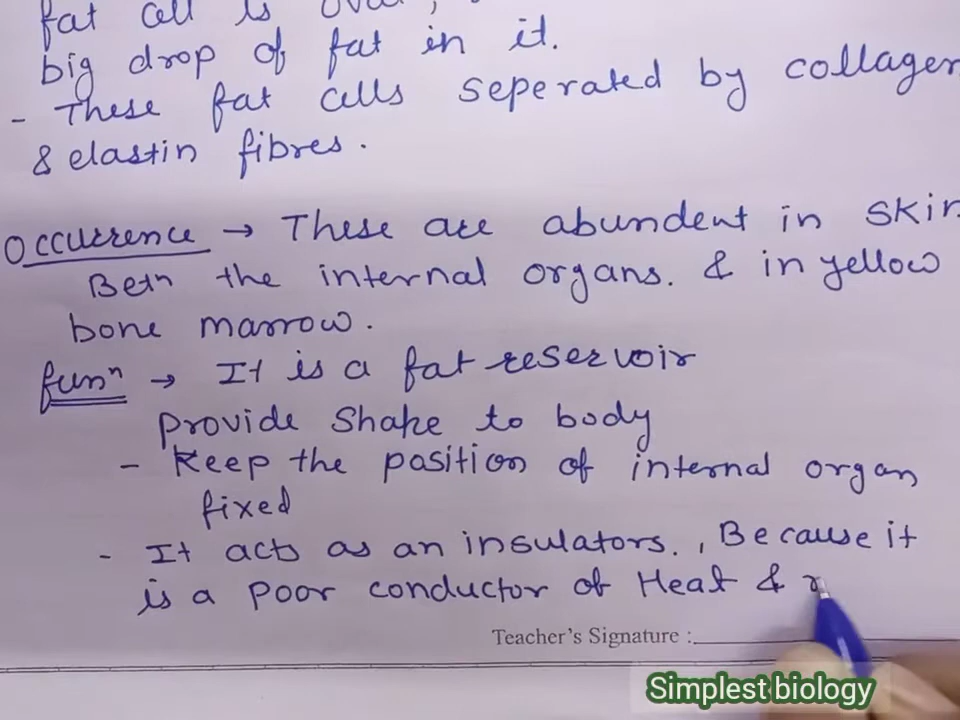 fat cell is
big drop of fat in it.
- These fat cells seperated by collagen
& elastin fibres.
Occurrence → These are abundent in skin
Betn the internal organs. & in yellow
bone marrow.
funⁿ → It is a fat reservoir
Provide Shape to body
- Keep the position of internal organ
fixed
- It acts as an insulators., Because it
is a poor conductor of Heat &
Teacher's Signature :
Simplest biology